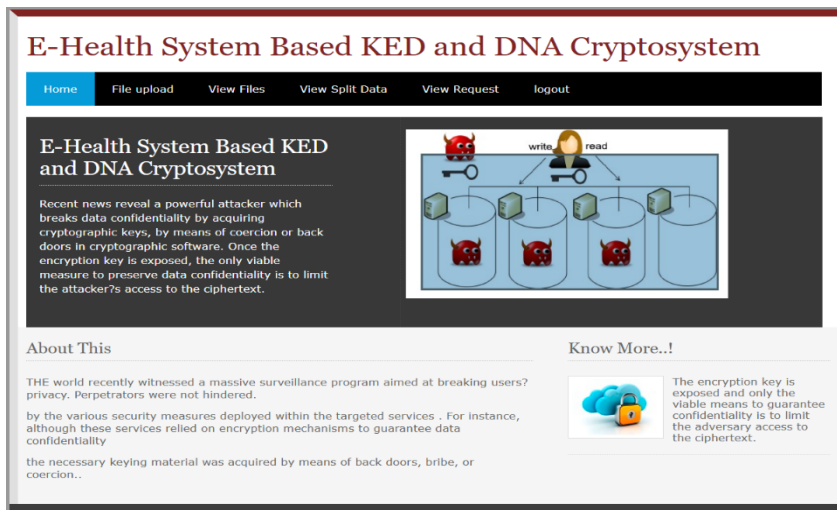 E-Health System Based KED and DNA Cryptosystem
Home File upload View Files View Split Data View Request logout
E-Health System Based KED
and DNA Cryptosystem
Recent news reveal a powerful attacker which
breaks data confidentiality by acquiring
cryptographic keys, by means of coercion or back
doors in cryptographic software. Once the
encryption key is exposed, the only viable
measure to preserve data confidentiality is to limit
the attacker?s access to the ciphertext.
write read
About This
THE world recently witnessed a massive surveillance program aimed at breaking users?
privacy. Perpetrators were not hindered.
by the various security measures deployed within the targeted services . For instance,
although these services relied on encryption mechanisms to guarantee data
confidentiality
the necessary keying material was acquired by means of back doors, bribe, or
coercion..
Know More..!
The encryption key is
exposed and only the
viable means to guarantee
confidentiality is to limit
the adversary access to
the ciphertext.